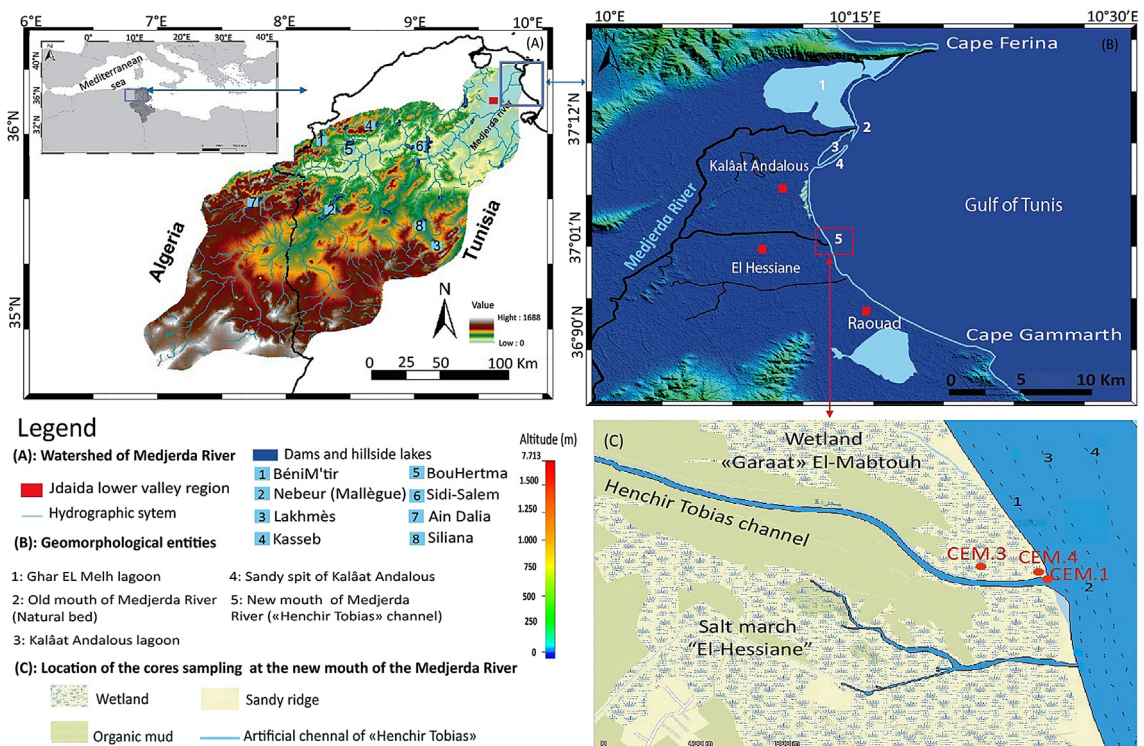 6°E
7°E
8°E
9°E
10°E
10°E
10°15'E
10°30'E
(A)
N
10°E
0°
10°E
20°E
30°E
40°E
40°N
36°N
32°N
Mediterranean
sea
36°N
35°N
Medjerda river
1
2
3
4
5
6
7
8
Algeria
Tunisia
N
Value
Hight : 1688
Low : 0
0
25
50
100 Km
N
(B)
Cape Ferina
37°12'N
37°01'N
36°90'N
1
2
3
4
Kalâat Andalous
Medjerda River
Gulf of Tunis
5
El Hessiane
Raouad
Cape Gammarth
0
5
10 Km
Legend
(A): Watershed of Medjerda River
Jdaida lower valley region
Hydrographic sytem
Dams and hillside lakes
1 BéniM'tir
2 Nebeur (Mallègue)
3 Lakhmès
4 Kasseb
5 BouHertma
6 Sidi-Salem
7 Ain Dalia
8 Siliana
Altitude (m)
7.713
1.500
1.250
1.000
750
500
250
0
(B): Geomorphological entities
1: Ghar EL Melh lagoon
2: Old mouth of Medjerda River
(Natural bed)
3: Kalâat Andalous lagoon
4: Sandy spit of Kalâat Andalous
5: New mouth of Medjerda
River («Henchir Tobias» channel)
(C): Location of the cores sampling at the new mouth of the Medjerda River
Wetland
Sandy ridge
Organic mud
Artificial chennal of «Henchir Tobias»
(C)
Wetland
«Garaat» El-Mabtouh
Henchir Tobias channel
CEM.3
CEM.4
CEM.1
1
2
3
4
Salt march
"El-Hessiane"
0